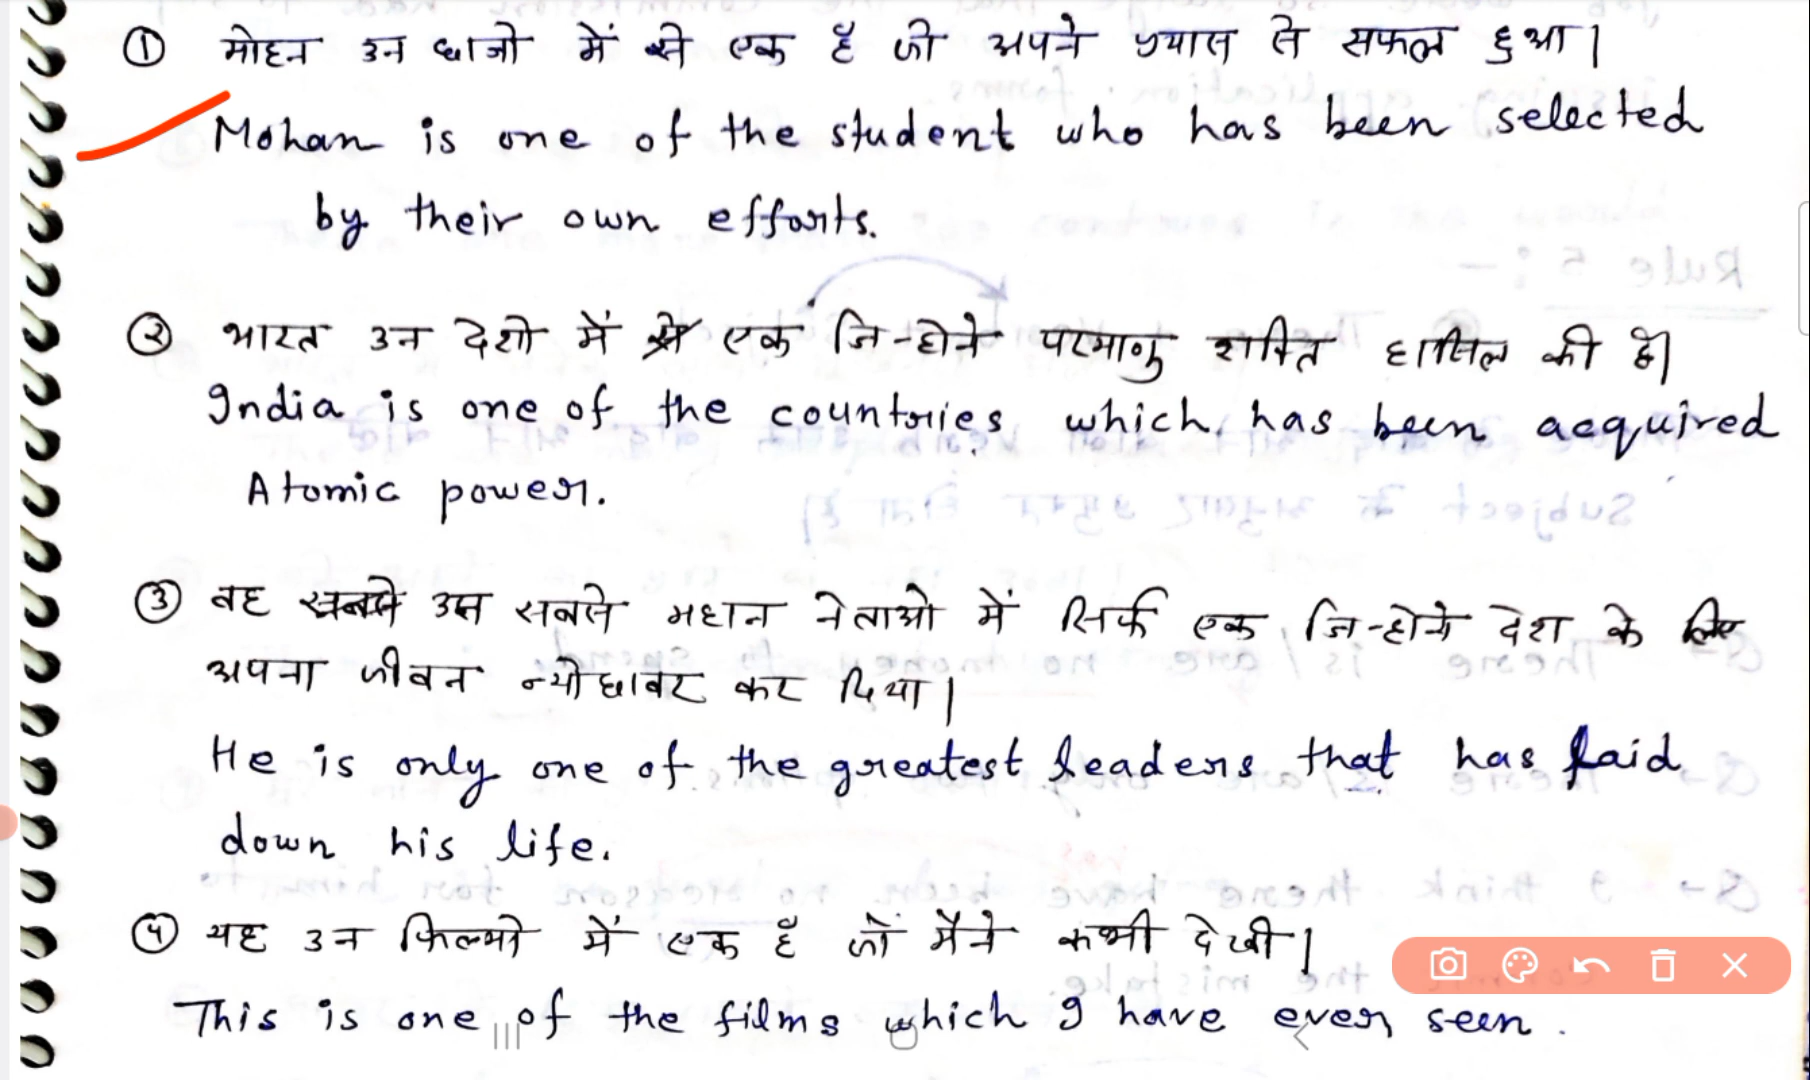 ① मोहन उन छात्रो में से एक है जो अपने प्रयास से सफल हुआ।
Mohan is one of the student who has been selected
by their own efforts.
② भारत उन देशो में से एक जिन्होने परमाणु शक्ति हासिल की है।
India is one of the countries which has been acquired
Atomic power.
③ वह उस सबसे महान नेताओ में सिर्फ एक जिन्होने देश के लिए
अपना जीवन न्योछावर कर दिया।
He is only one of the greatest leaders that has laid
down his life.
④ यह उन फिल्मो में एक है जो मैने कभी देखी।
This is one of the films which I have ever seen.